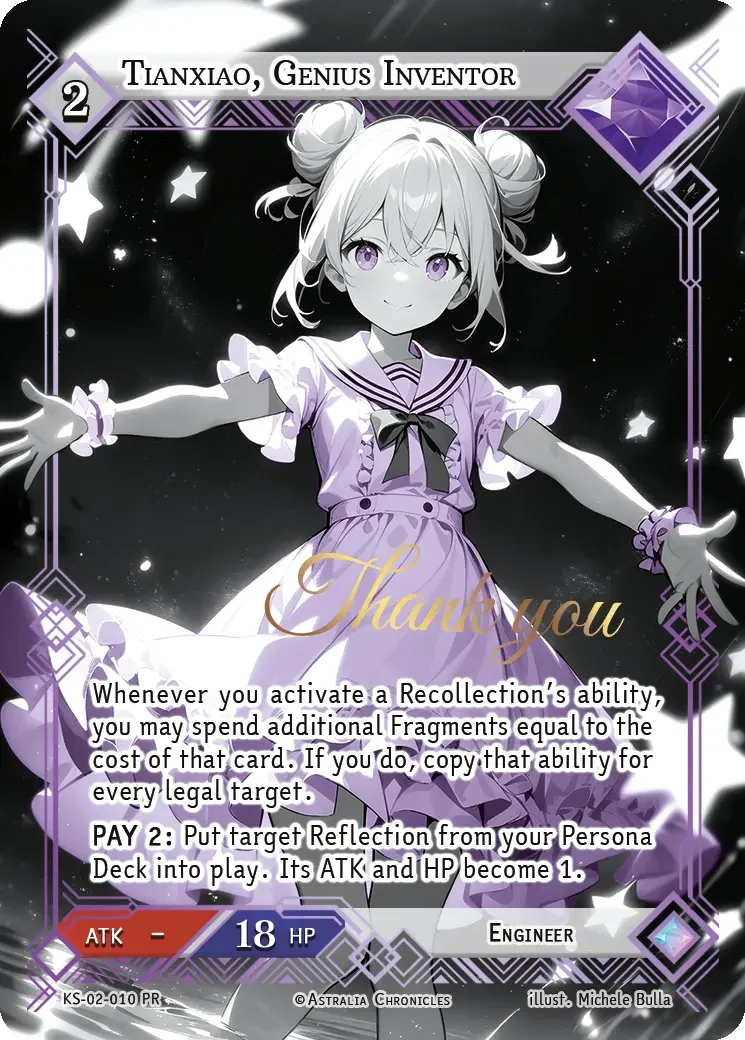 2
Tianxiao, Genius Inventor
Thank you
Whenever you activate a Recollection's ability,
you may spend additional Fragments equal to the
cost of that card. If you do, copy that ability for
every legal target.
PAY 2: Put target Reflection from your Persona
Deck into play. Its ATK and HP become 1.
ATK – 18 HP Engineer
KS-02-010 PR ©Astralia Chronicles illust. Michele Bulla